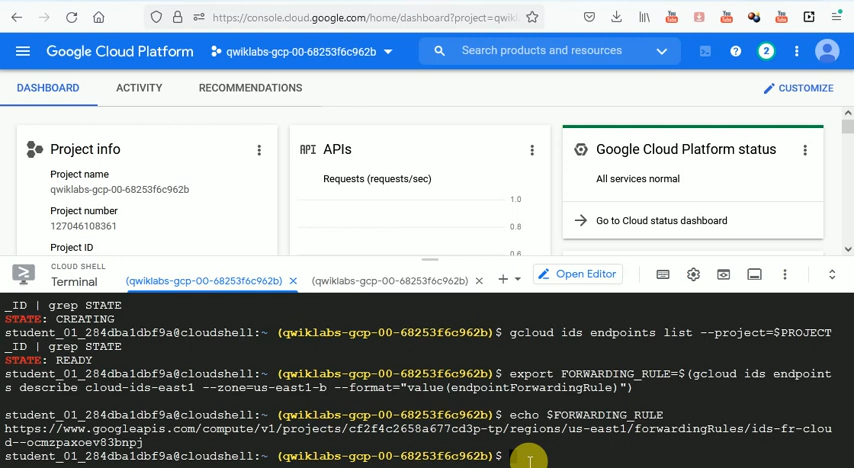 https://console.cloud.google.com/home/dashboard?project=qwikl
Google Cloud Platform
qwiklabs-gcp-00-68253f6c962b
Search products and resources
2
DASHBOARD
ACTIVITY
RECOMMENDATIONS
CUSTOMIZE
Project info
API APIs
Google Cloud Platform status
Project name
Requests (requests/sec)
All services normal
qwiklabs-gcp-00-68253f6c962b
1.0
Project number
0.8
Go to Cloud status dashboard
127046108361
Project ID
0.6
CLOUD SHELL
Terminal
(qwiklabs-gcp-00-68253f6c962b)
(qwiklabs-gcp-00-68253f6c962b)
Open Editor
_ID | grep STATE
STATE: CREATING
student_01_284dba1dbf9a@cloudshell:~ (qwiklabs-gcp-00-68253f6c962b)$ gcloud ids endpoints list --project=$PROJECT
_ID | grep STATE
STATE: READY
student_01_284dba1dbf9a@cloudshell:~ (qwiklabs-gcp-00-68253f6c962b)$ export FORWARDING_RULE=$(gcloud ids endpoint
s describe cloud-ids-east1 --zone=us-east1-b --format="value(endpointForwardingRule)")
student_01_284dba1dbf9a@cloudshell:~ (qwiklabs-gcp-00-68253f6c962b)$ echo $FORWARDING_RULE
https://www.googleapis.com/compute/v1/projects/cf2f4c2658a677cd3p-tp/regions/us-east1/forwardingRules/ids-fr-clou
d--ocmzpaxoev83bnpj
student_01_284dba1dbf9a@cloudshell:~ (qwiklabs-gcp-00-68253f6c962b)$